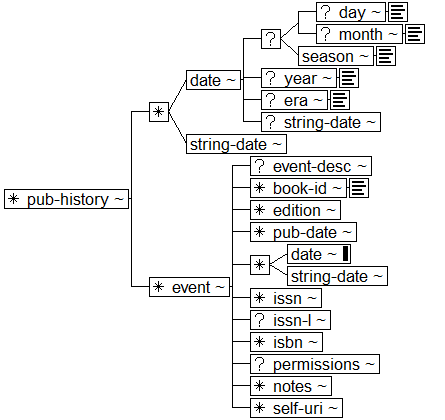 ? day ~
? month ~
?
season ~
date ~
? year ~
*
? era ~
? string-date ~
string-date ~
? event-desc ~
* book-id ~
* pub-history ~
* edition ~
* pub-date ~
date ~
*
string-date ~
* event ~
* issn ~
? issn-l ~
* isbn ~
? permissions ~
* notes ~
* self-uri ~